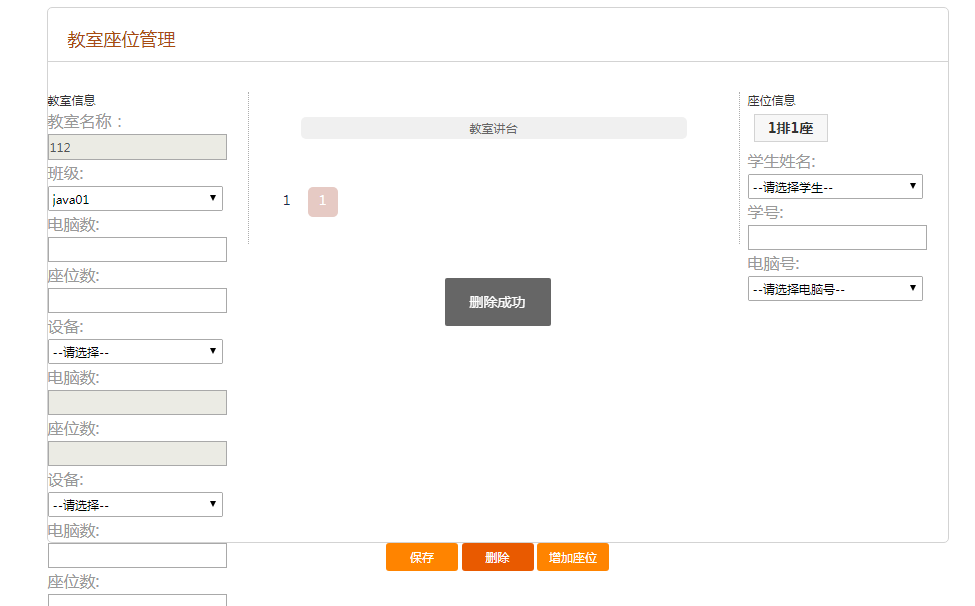 教室座位管理
教室信息
教室名称：
112
班级:
java01
电脑数:
座位数:
设备:
--请选择--
电脑数:
座位数:
设备:
--请选择--
电脑数:
座位数:
教室讲台
1 1
删除成功
座位信息
1排1座
学生姓名:
--请选择学生--
学号:
电脑号:
--请选择电脑号--
保存 删除 增加座位